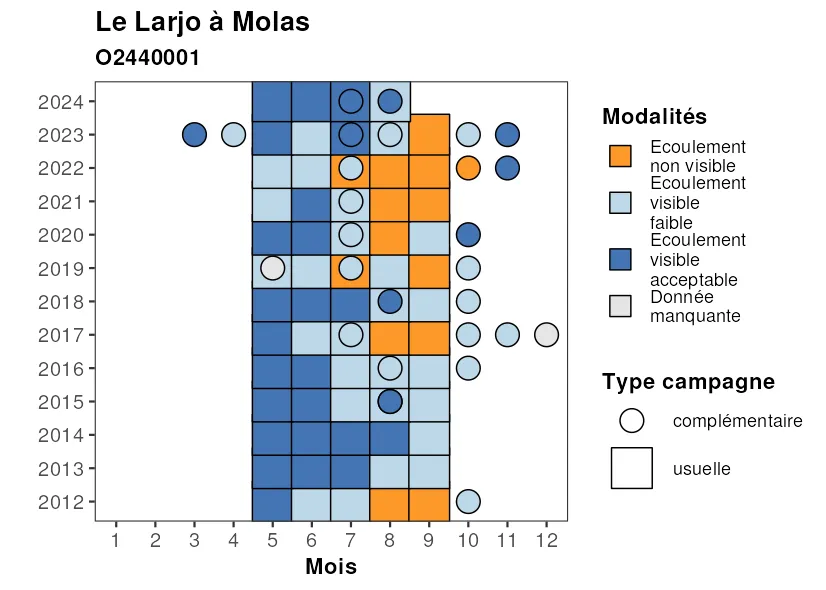 Le Larjo à Molas
O2440001
2024
2023
2022
2021
2020
2019
2018
2017
2016
2015
2014
2013
2012
1 2 3 4 5 6 7 8 9 10 11 12
Mois
Modalités
Ecoulement
non visible
Ecoulement
visible
faible
Ecoulement
visible
acceptable
Donnée
manquante
Type campagne
complémentaire
usuelle